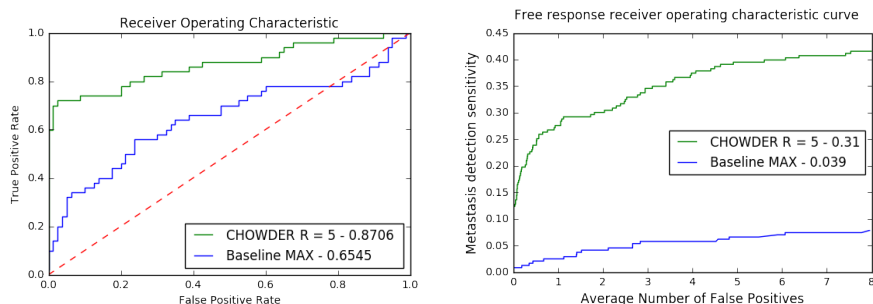 Receiver Operating Characteristic
True Positive Rate
1.0
0.8
0.6
0.4
0.2
0.0
CHOWDER R = 5 - 0.8706
Baseline MAX - 0.6545
0.0 0.2 0.4 0.6 0.8 1.0
False Positive Rate
Free response receiver operating characteristic curve
Metastasis detection sensitivity
0.45
0.40
0.35
0.30
0.25
0.20
0.15
0.10
0.05
0.00
CHOWDER R = 5 - 0.31
Baseline MAX - 0.039
0 1 2 3 4 5 6 7 8
Average Number of False Positives